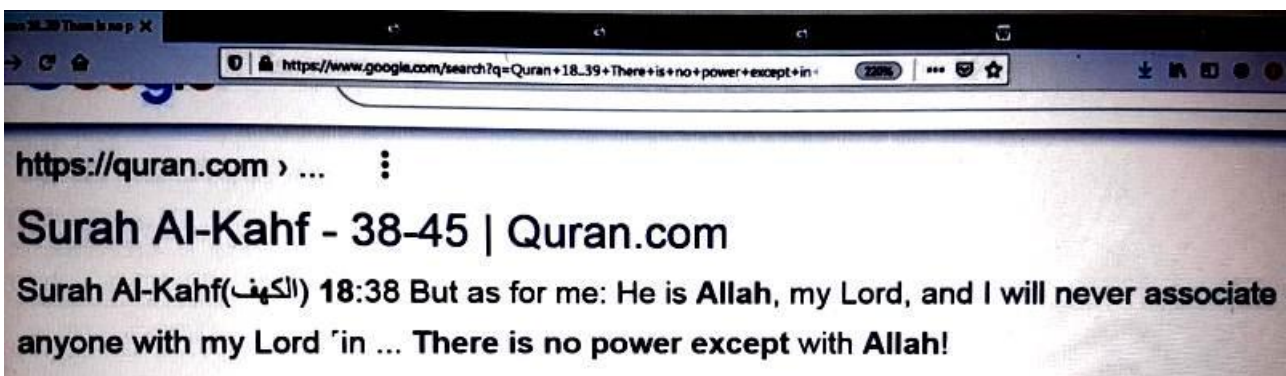 https://www.google.com/search?q=Quran+18..39+There+is+no+power+except+in+
220%
https://quran.com › ...
Surah Al-Kahf - 38-45 | Quran.com
Surah Al-Kahf(الكهف) 18:38 But as for me: He is Allah, my Lord, and I will never associate
anyone with my Lord ˹in ... There is no power except with Allah!